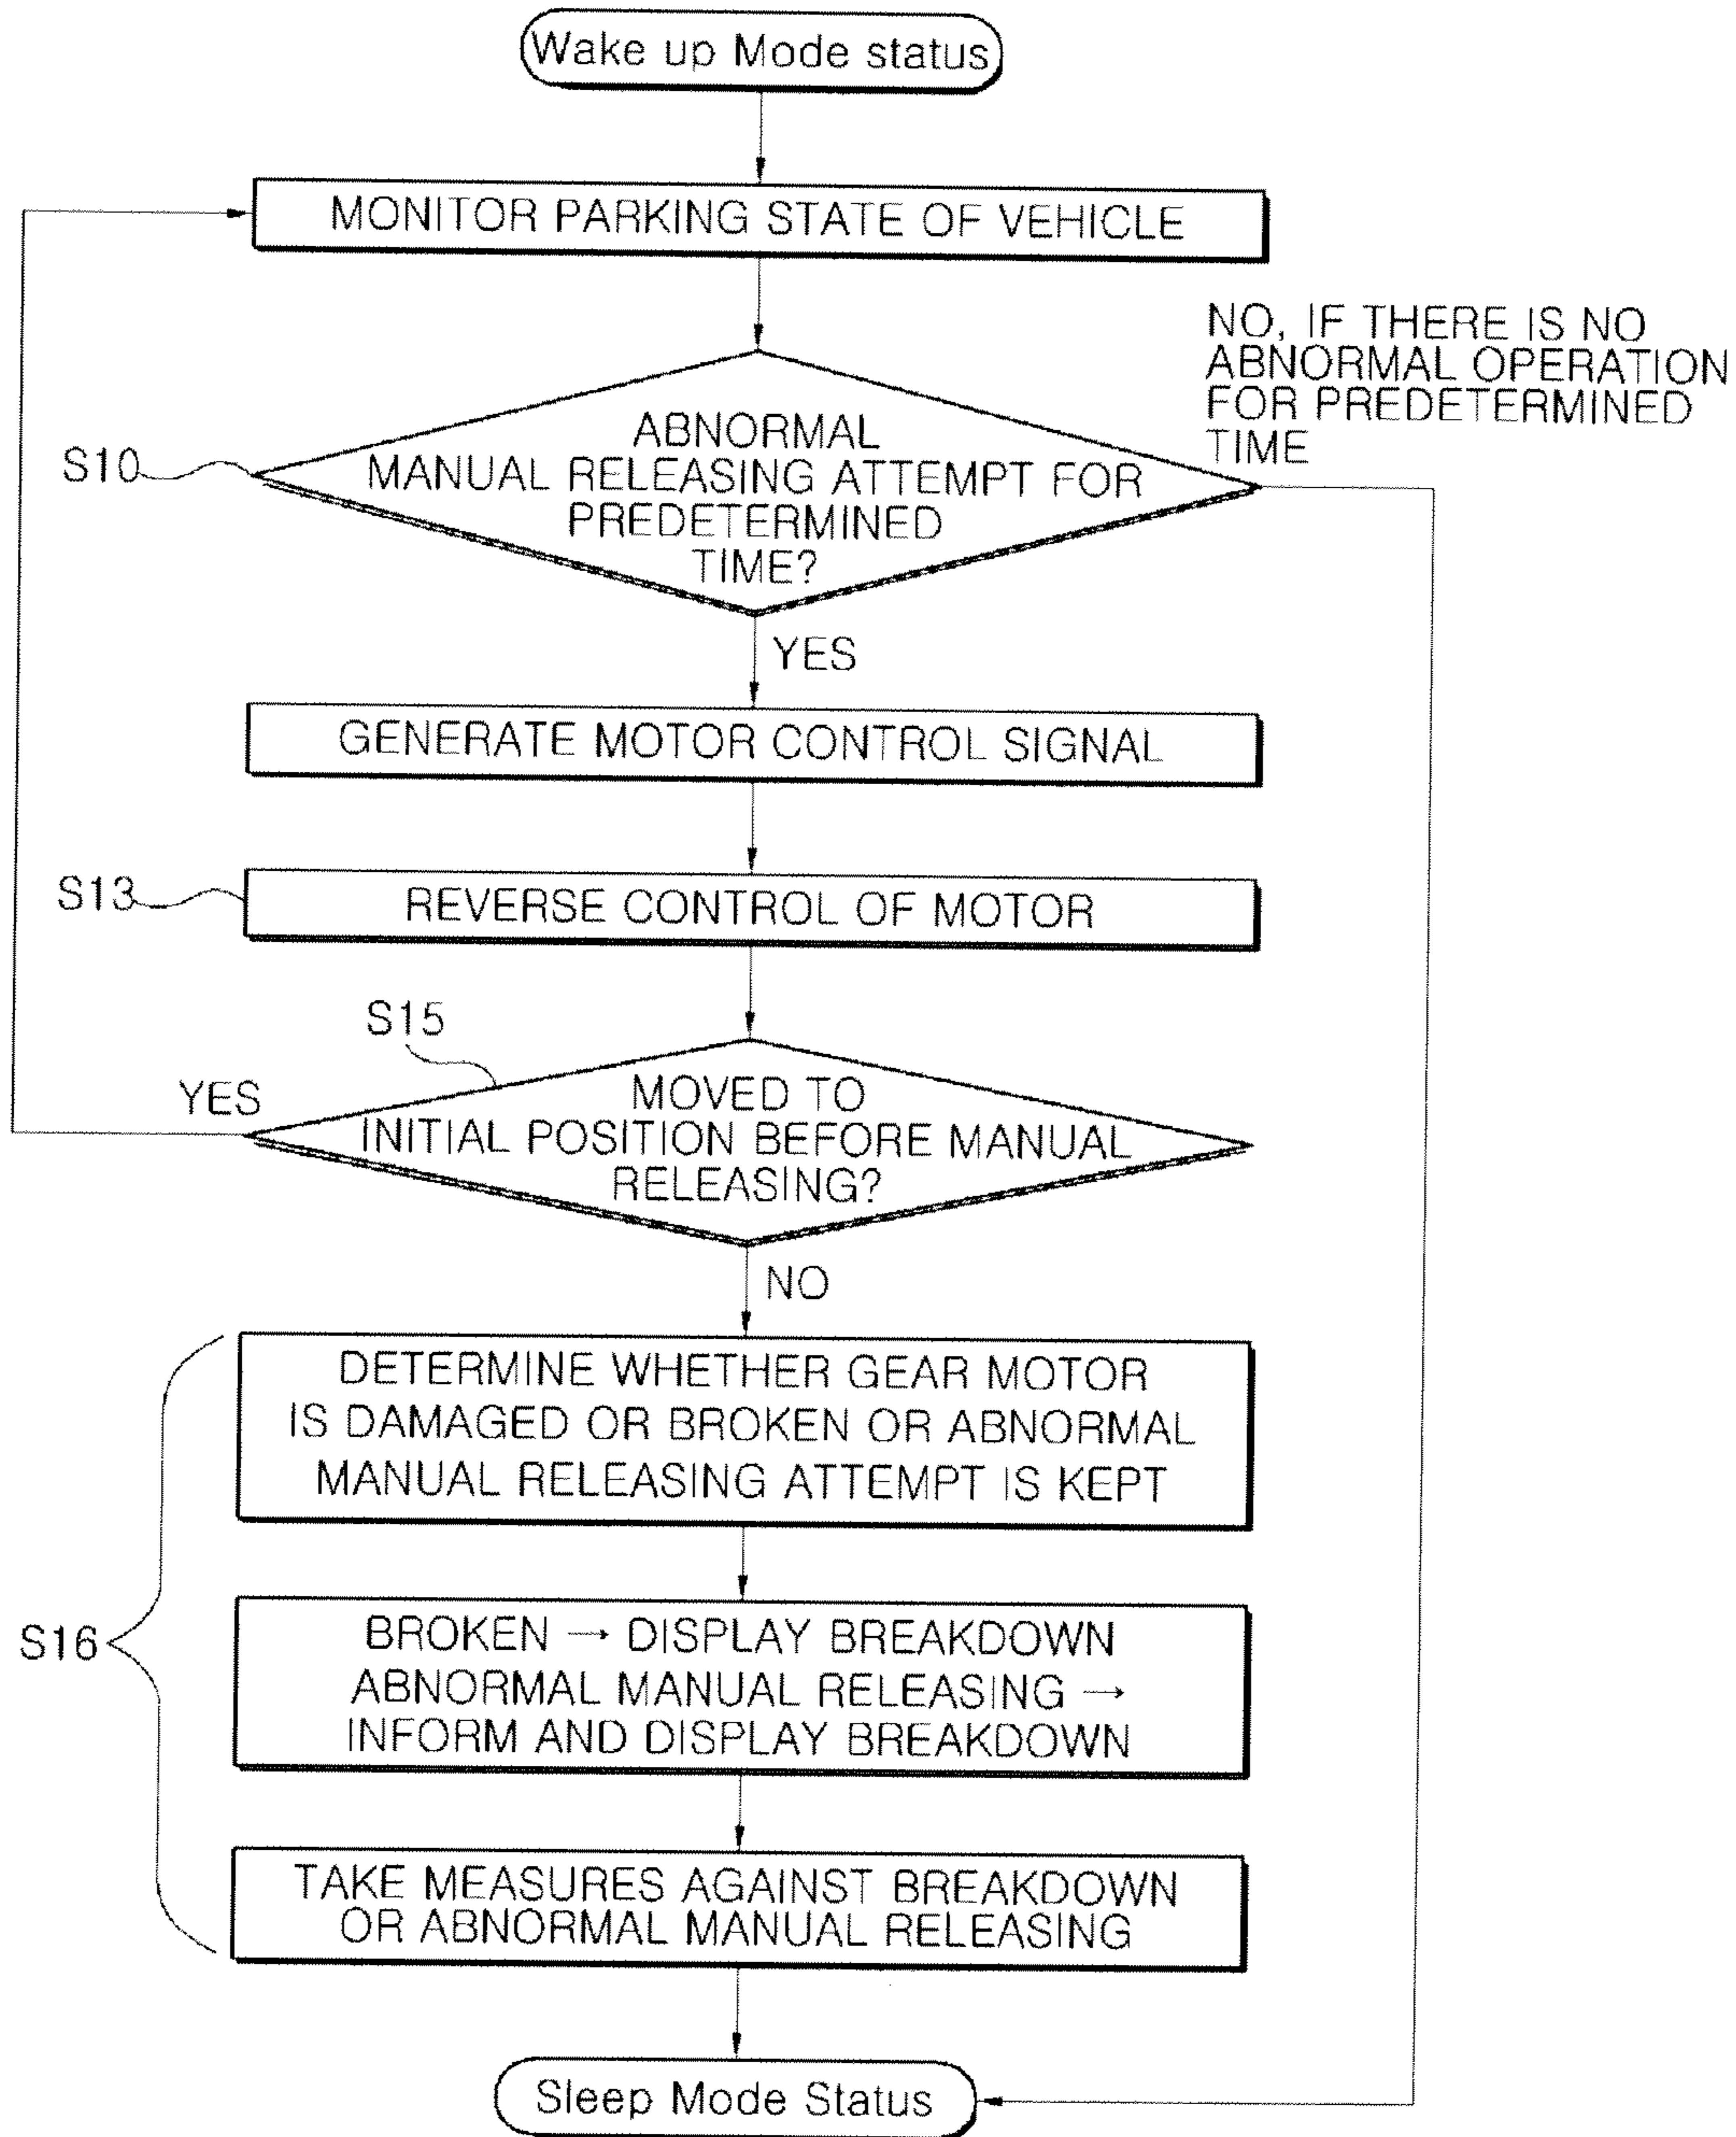 Wake up Mode status
MONITOR PARKING STATE OF VEHICLE
NO, IF THERE IS NO
ABNORMAL OPERATION
FOR PREDETERMINED
TIME
S10
ABNORMAL
MANUAL RELEASING ATTEMPT FOR
PREDETERMINED
TIME?
YES
GENERATE MOTOR CONTROL SIGNAL
S13
REVERSE CONTROL OF MOTOR
S15
YES
MOVED TO
INITIAL POSITION BEFORE MANUAL
RELEASING?
NO
DETERMINE WHETHER GEAR MOTOR
IS DAMAGED OR BROKEN OR ABNORMAL
MANUAL RELEASING ATTEMPT IS KEPT
S16
BROKEN → DISPLAY BREAKDOWN
ABNORMAL MANUAL RELEASING →
INFORM AND DISPLAY BREAKDOWN
TAKE MEASURES AGAINST BREAKDOWN
OR ABNORMAL MANUAL RELEASING
Sleep Mode Status